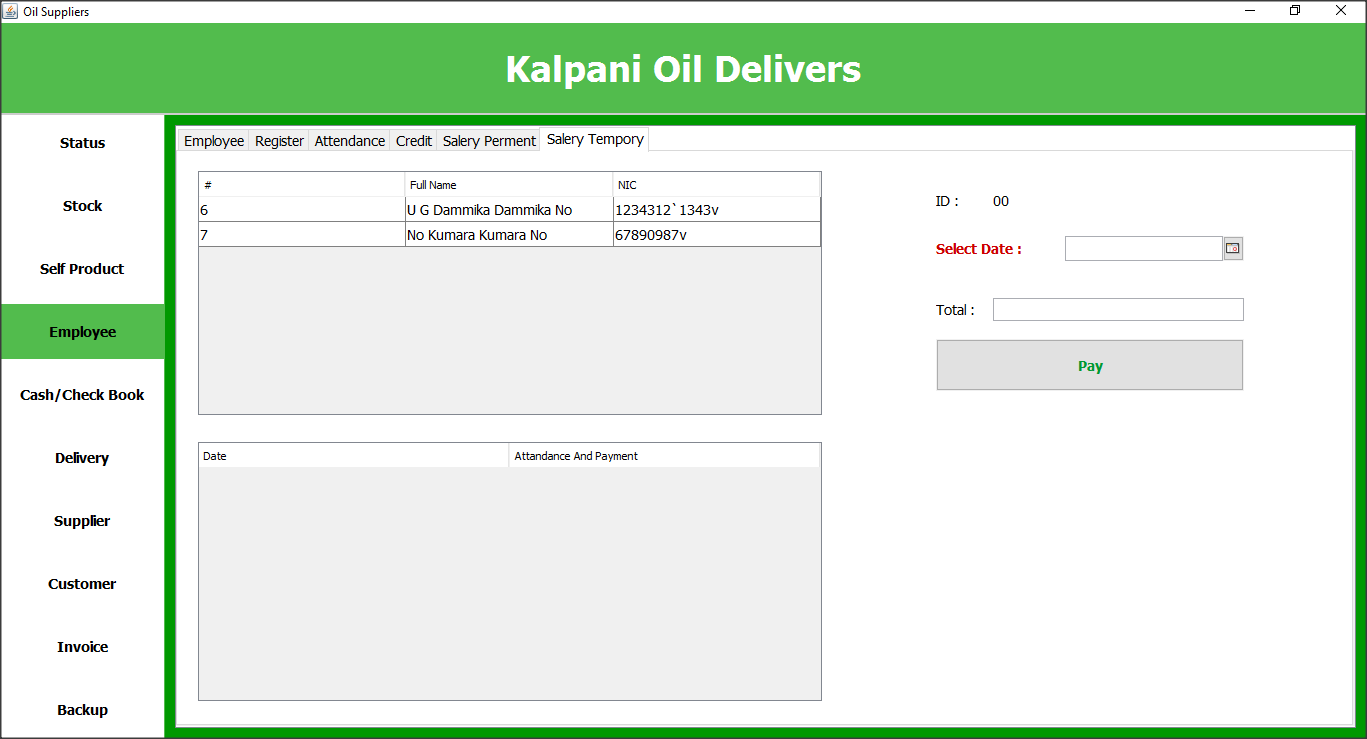 Oil Suppliers
Kalpani Oil Delivers
Status
Stock
Self Product
Employee
Cash/Check Book
Delivery
Supplier
Customer
Invoice
Backup
Employee Register Attendance Credit Salery Perment Salery Tempory
# Full Name NIC
6 U G Dammika Dammika No 1234312`1343v
7 No Kumara Kumara No 67890987v
Date Attandance And Payment
ID : 00
Select Date :
Total :
Pay